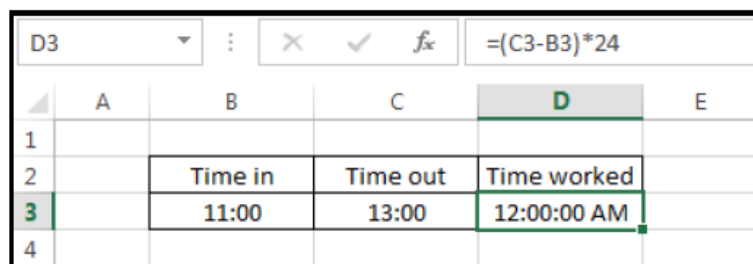 D3 fx =(C3-B3)*24
A B C D E
1
2 Time in Time out Time worked
3 11:00 13:00 12:00:00 AM
4